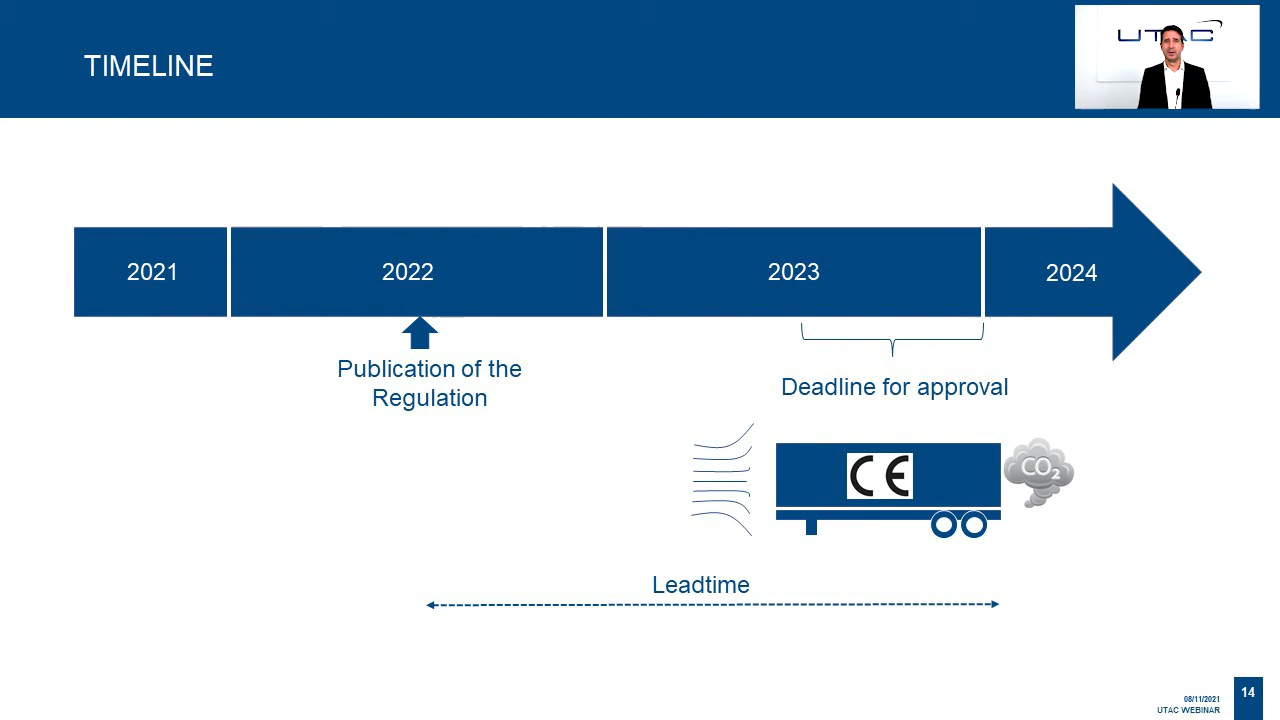 TIMELINE
UTAC
2021
2022
2023
2024
Publication of the
Regulation
Deadline for approval
CE
CO2
Leadtime
08/11/2021
UTAC WEBINAR
14